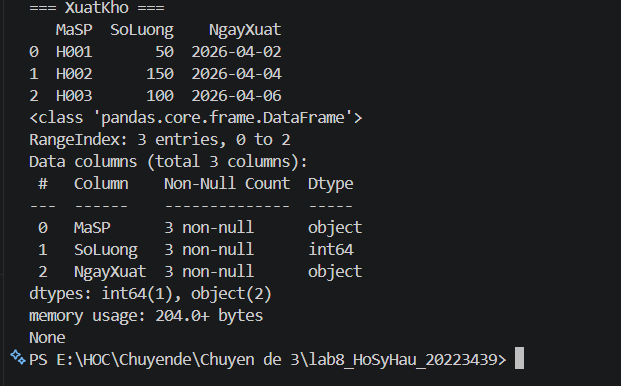 === XuatKho ===
MaSP SoLuong NgayXuat
0 H001 50 2026-04-02
1 H002 150 2026-04-04
2 H003 100 2026-04-06
<class 'pandas.core.frame.DataFrame'>
RangeIndex: 3 entries, 0 to 2
Data columns (total 3 columns):
# Column Non-Null Count Dtype
--- ------ -------------- -----
0 MaSP 3 non-null object
1 SoLuong 3 non-null int64
2 NgayXuat 3 non-null object
dtypes: int64(1), object(2)
memory usage: 204.0+ bytes
None
PS E:\HOC\Chuyende\Chuyen de 3\lab8_HoSyHau_20223439>